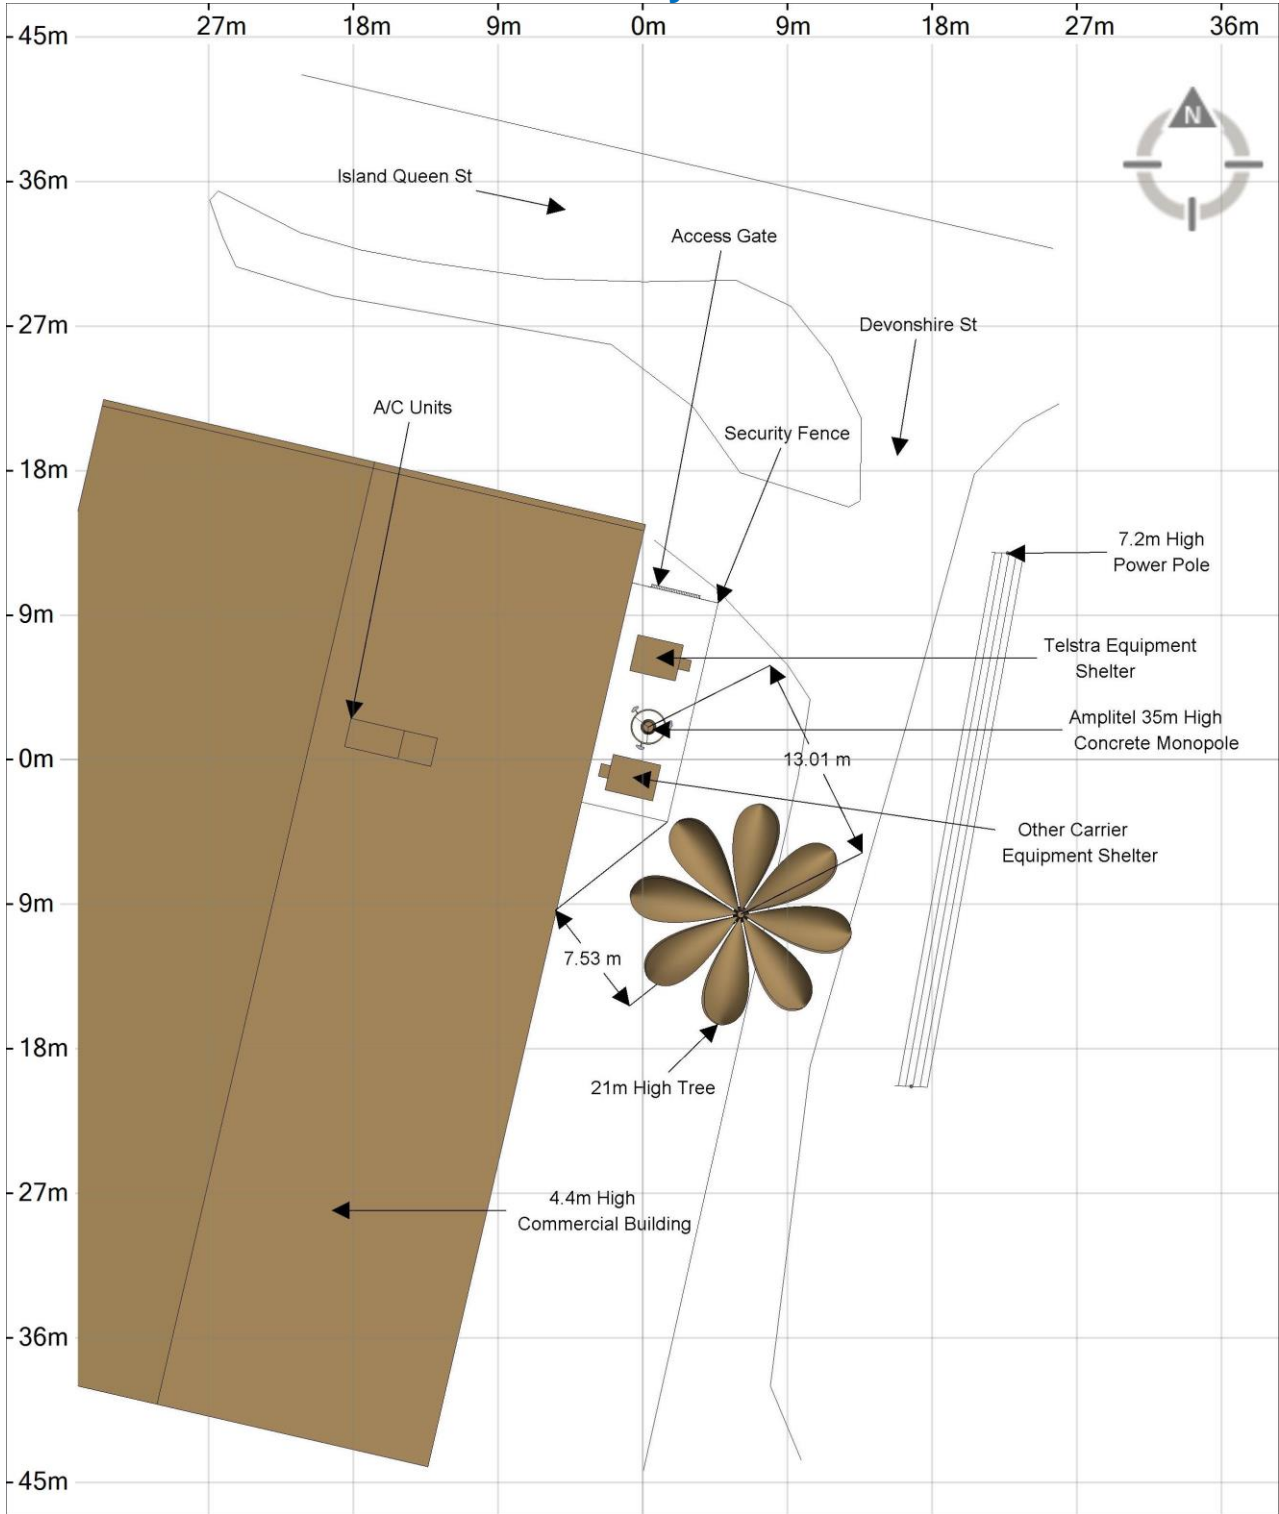 27m 18m 9m 0m 9m 18m 27m 36m
45m
N
36m
Island Queen St
Access Gate
27m
Devonshire St
A/C Units
Security Fence
18m
7.2m High
Power Pole
9m
Telstra Equipment
Shelter
Amplitel 35m High
Concrete Monopole
0m
13.01 m
Other Carrier
Equipment Shelter
9m
7.53 m
18m
21m High Tree
27m
4.4m High
Commercial Building
36m
45m